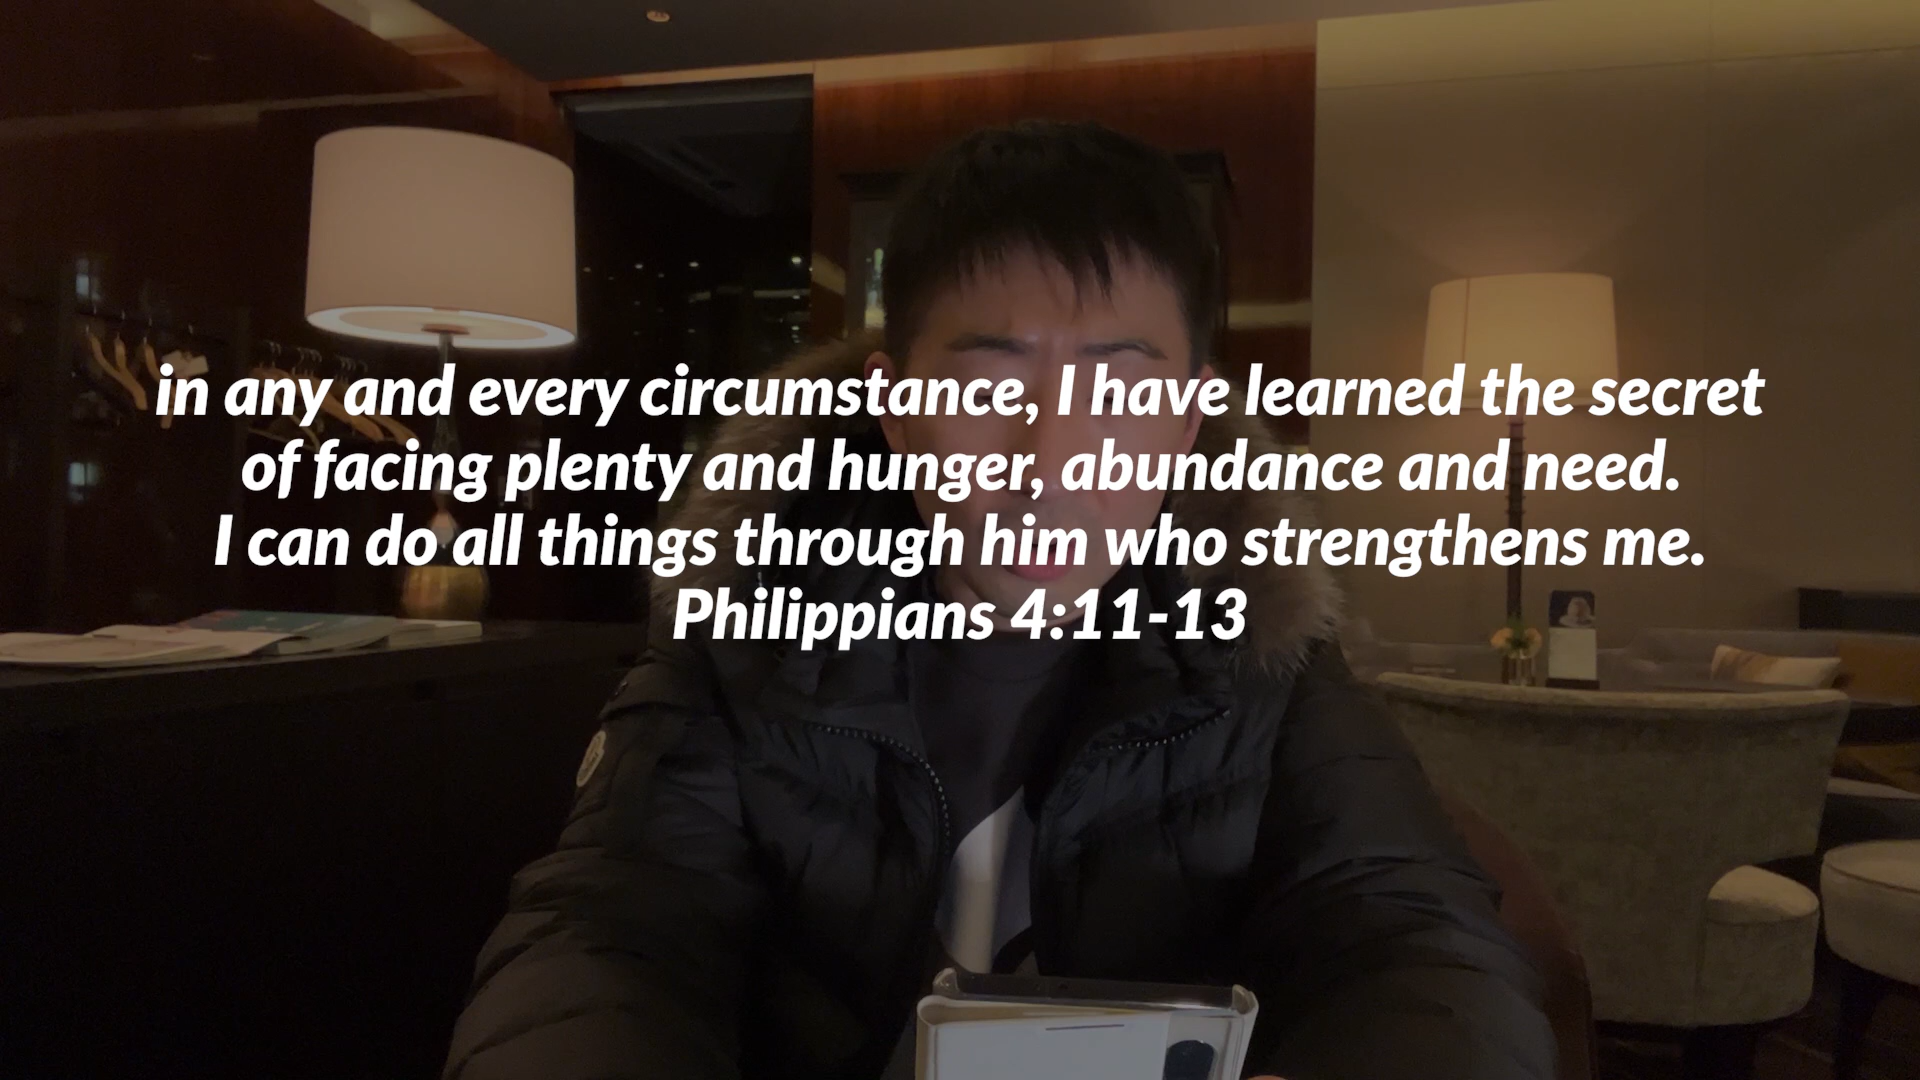 in any and every circumstance, I have learned the secret
of facing plenty and hunger, abundance and need.
I can do all things through him who strengthens me.
Philippians 4:11-13